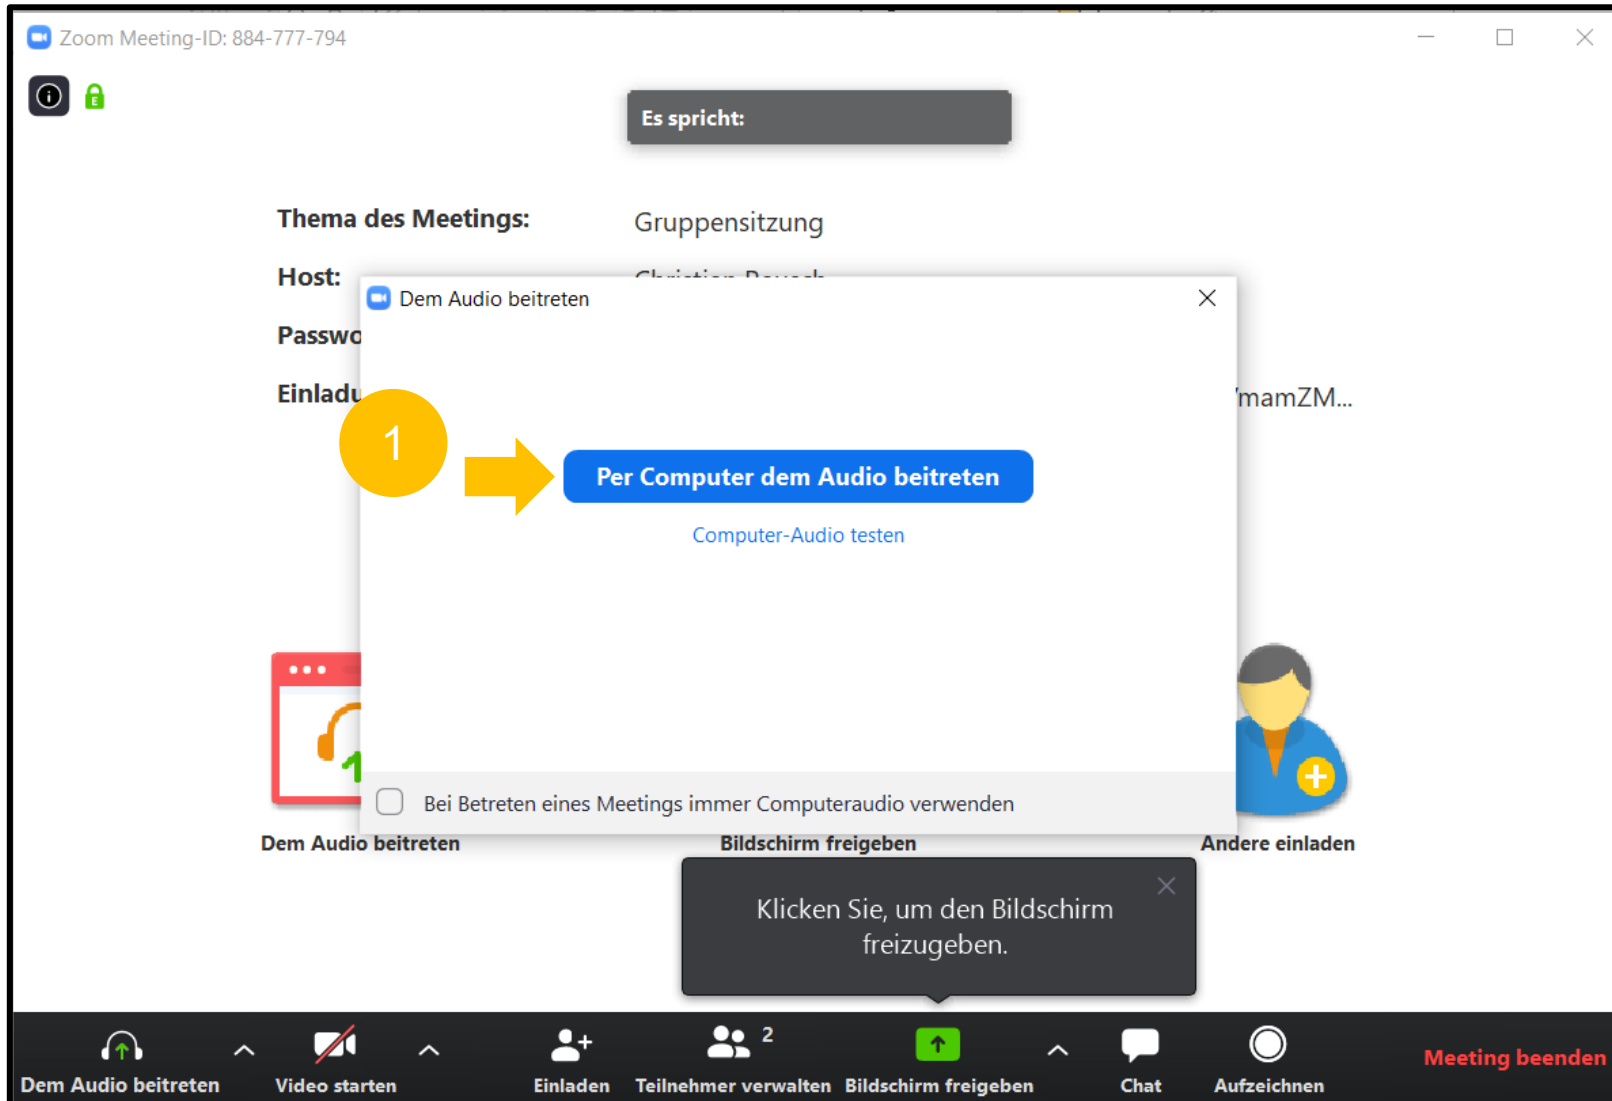 Zoom Meeting-ID: 884-777-794
E
Es spricht:
Thema des Meetings: Gruppensitzung
Host:
Dem Audio beitreten
Passwo
Einladu
mamZM...
1
Per Computer dem Audio beitreten
Computer-Audio testen
Bei Betreten eines Meetings immer Computeraudio verwenden
Dem Audio beitreten Bildschirm freigeben Andere einladen
Klicken Sie, um den Bildschirm
freizugeben.
2
Dem Audio beitreten Video starten Einladen Teilnehmer verwalten Bildschirm freigeben Chat Aufzeichnen Meeting beenden